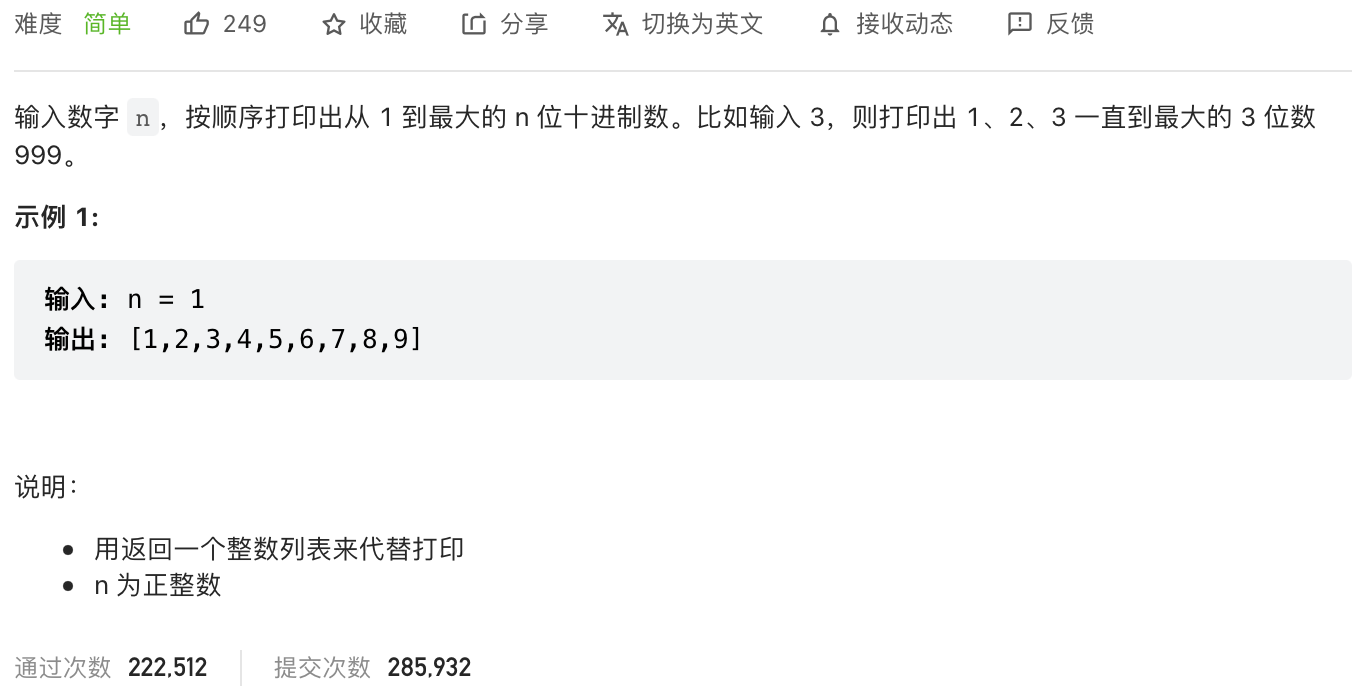 难度 简单 249 收藏 分享 切换为英文 接收动态 反馈
输入数字 n，按顺序打印出从 1 到最大的 n 位十进制数。比如输入 3，则打印出 1、2、3 一直到最大的 3 位数
999。
示例 1:
输入: n = 1
输出: [1,2,3,4,5,6,7,8,9]
说明：
• 用返回一个整数列表来代替打印
• n 为正整数
通过次数 222,512 提交次数 285,932